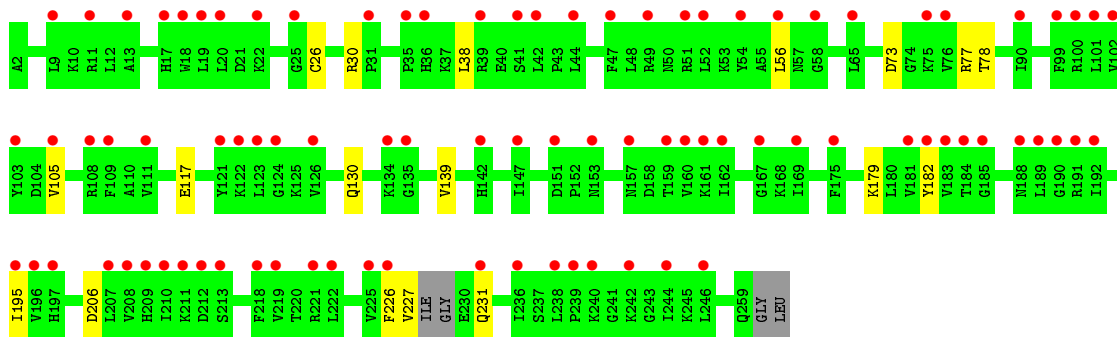 A2 L9 K10 R11 L12 A13 H17 W18 L19 L20 D21 K22 G25 C26 R30 P31 P35 H36 K37 L38 R39 E40 S41 L42 P43 L44 F47 L48 R49 N50 R51 L52 K53 Y54 A55 L56 N57 G58 L65 D73 G74 K75 V76 R77 T78 I90 F99 R100 L101 V102
Y103 D104 V105 R108 F109 A110 V111 E117 Y121 K122 L123 G124 K125 V126 Q130 K134 G135 V139 H142 I147 D151 P152 N153 N157 D158 T159 V160 K161 I162 G167 K168 I169 F175 K179 L180 V181 Y182 V183 T184 G185 N188 L189 G190 R191 I192
I195 V196 H197 D206 L207 V208 H209 I210 K211 D212 S213 F218 V219 T220 R221 L222 V225 F226 V227 ILE GLY E230 Q231 I236 S237 L238 P239 K240 G241 K242 G243 I244 K245 L246 Q259 GLY LEU